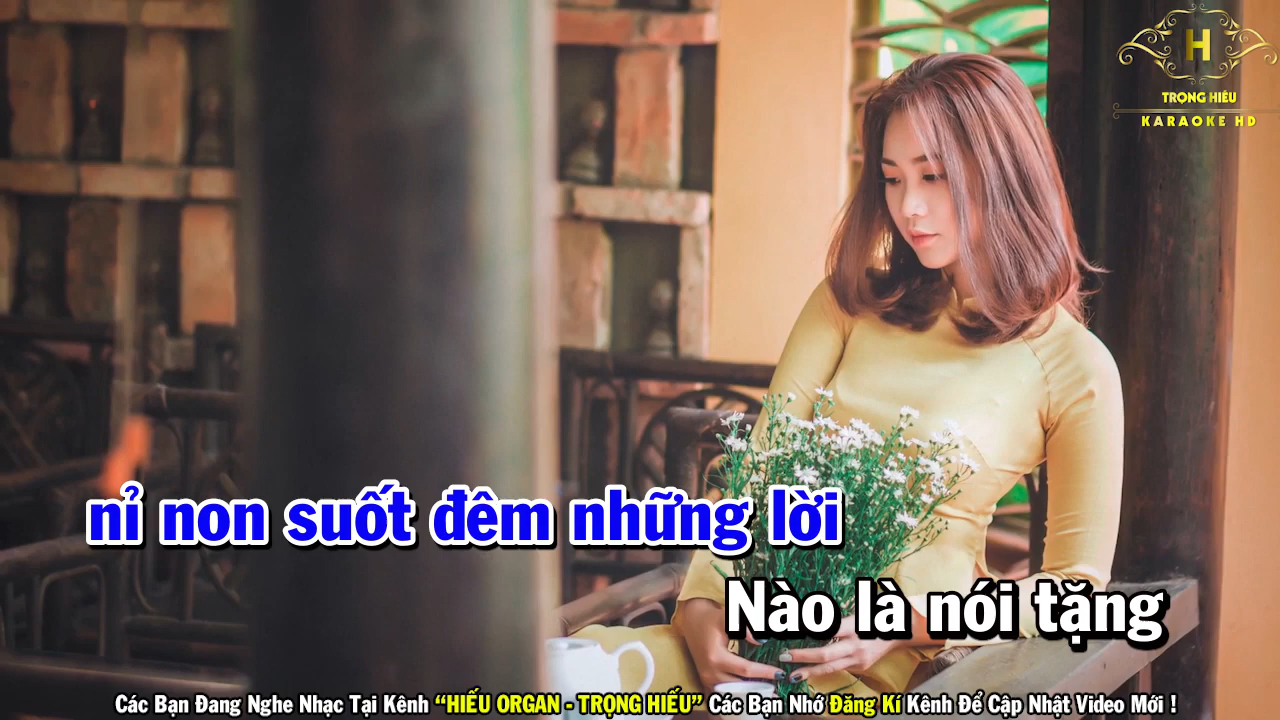 H
TRỌNG HIẾU
KARAOKE HD
nỉ non suốt đêm những lời
Nào là nói tặng
Các Bạn Đang Nghe Nhạc Tại Kênh “HIẾU ORGAN - TRỌNG HIẾU” Các Bạn Nhớ Đăng Kí Kênh Để Cập Nhật Video Mới !